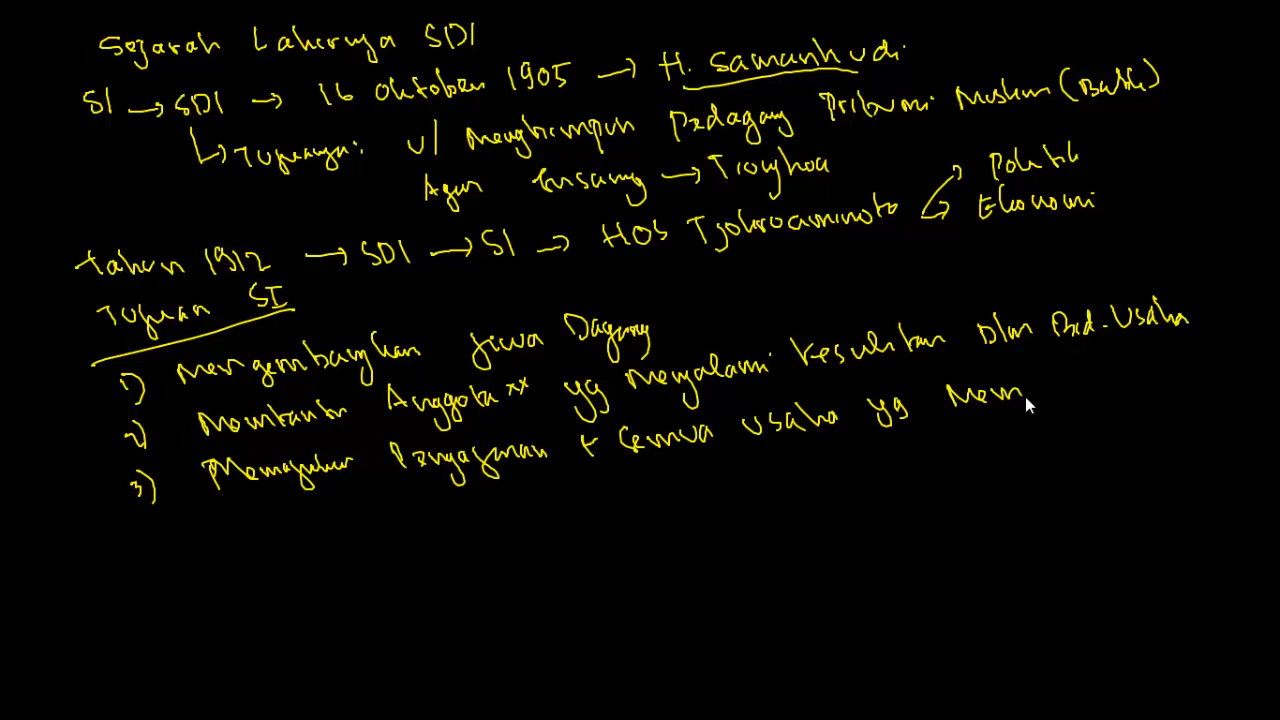 Sejarah Lahirnya SDI
SI → SDI → 16 Oktober 1905 → H. Samanhudi
↳ Tujuannya: u/ Menghimpun Pedagang Pribumi Muslim (Batik)
Agar bersaing → Tionghoa Politik
tahun 1912 → SDI → SI → HOS Tjokroaminoto Ekonomi
Tujuan SI
1) Mengembangkan Jiwa Dagang
2) Membantu Anggota xx yg Mengalami kesulitan Dlm Bid. Usaha
3) Memajukan Pengajaran + Semua usaha yg Mem